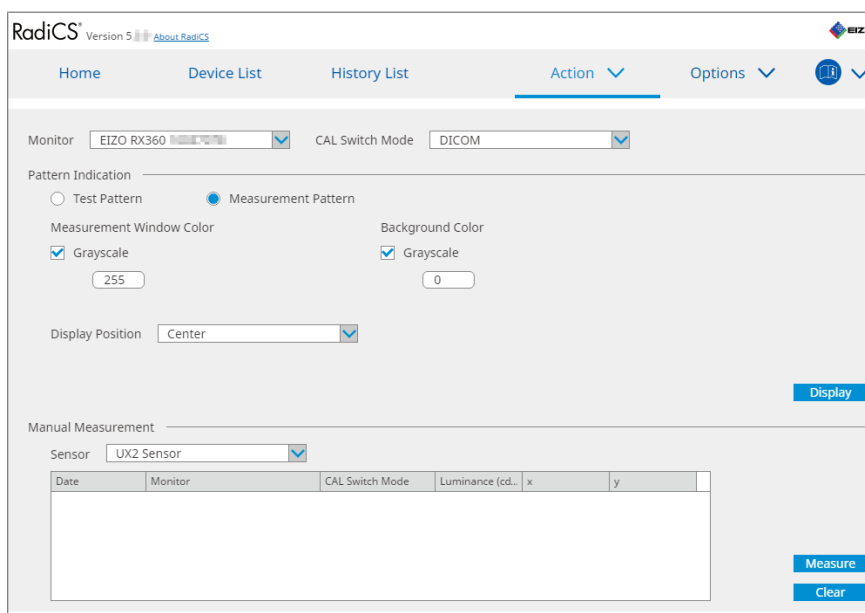 RadiCS® Version 5. About RadiCS EIZ
Home Device List History List Action Options
Monitor EIZO RX360 CAL Switch Mode DICOM
Pattern Indication
Test Pattern Measurement Pattern
Measurement Window Color Background Color
Grayscale Grayscale
255 0
Display Position Center
Display
Manual Measurement
Sensor UX2 Sensor
Date Monitor CAL Switch Mode Luminance (cd... x y
Measure
Clear